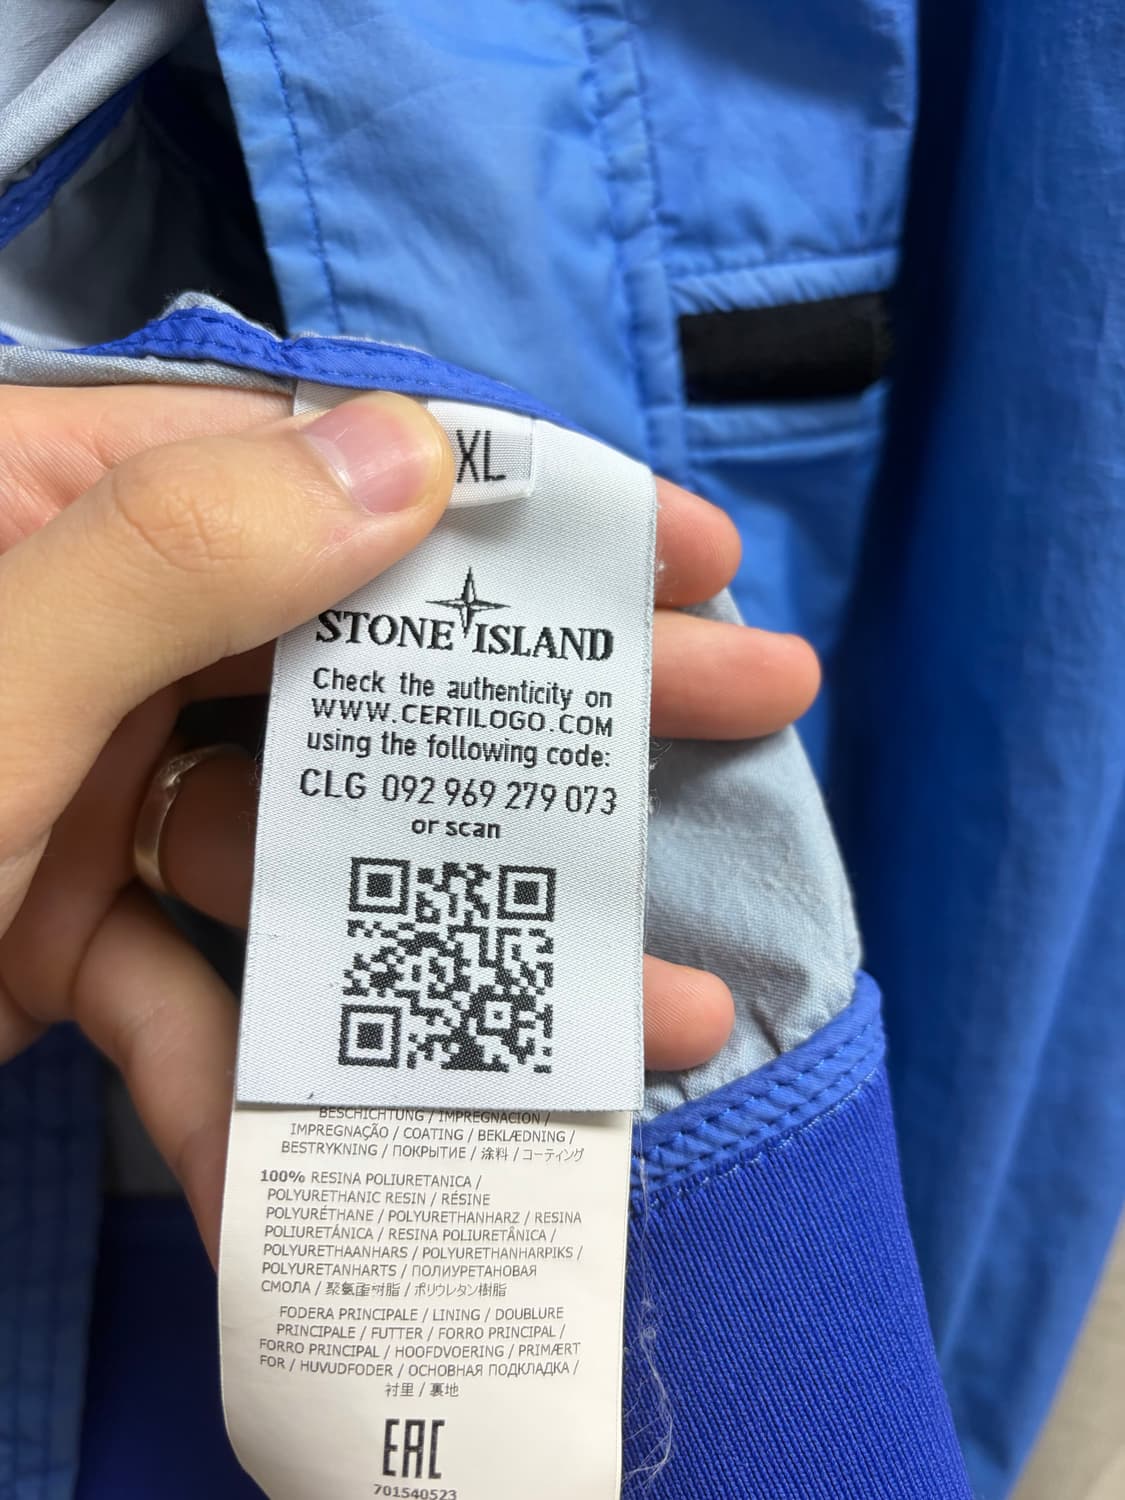 XL
STONE ISLAND
Check the authenticity on
WWW.CERTILOGO.COM
using the following code:
CLG 092 969 279 073
or scan
BESCHICHTUNG / IMPREGNACION /
IMPREGNAÇÃO / COATING / BEKLÆDNING /
BESTRYKNING / ПОКРЫТИЕ / 涂料 / コーティング
100% RESINA POLIURETANICA /
POLYURETHANIC RESIN / RÉSINE
POLYURÉTHANE / POLYURETHANHARZ / RESINA
POLIURETÁNICA / RESINA POLIURETÂNICA /
POLYURETHAANHARS / POLYURETHANHARPIKS /
POLYURETANHARTS / ПОЛИУРЕТАНОВАЯ
СМОЛА / 聚氨酯树脂 / ポリウレタン樹脂
FODERA PRINCIPALE / LINING / DOUBLURE
PRINCIPALE / FUTTER / FORRO PRINCIPAL /
FORRO PRINCIPAL / HOOFDVOERING / PRIMÆRT
FOR / HUVUDFODER / ОСНОВНАЯ ПОДКЛАДКА /
衬里 / 裏地
EAC
701540523